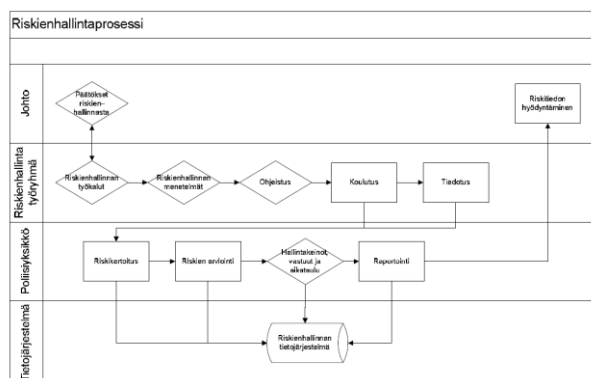 Riskienhallintaprosessi
Johto
Päätökset
riskien-
hallinnasta
Riskitiedon
hyödyntäminen
Riskienhallinta
työryhmä
Riskienhallinnan
työkalut
Riskienhallinnan
menetelmät
Ohjeistus
Koulutus
Tiedotus
Poliisiyksikkö
Riskikartoitus
Riskien arviointi
Hallintakeinot,
vastuut ja
aikataulu
Raportointi
Tietojärjestelmä
Riskienhallinnan
tietojärjestelmä